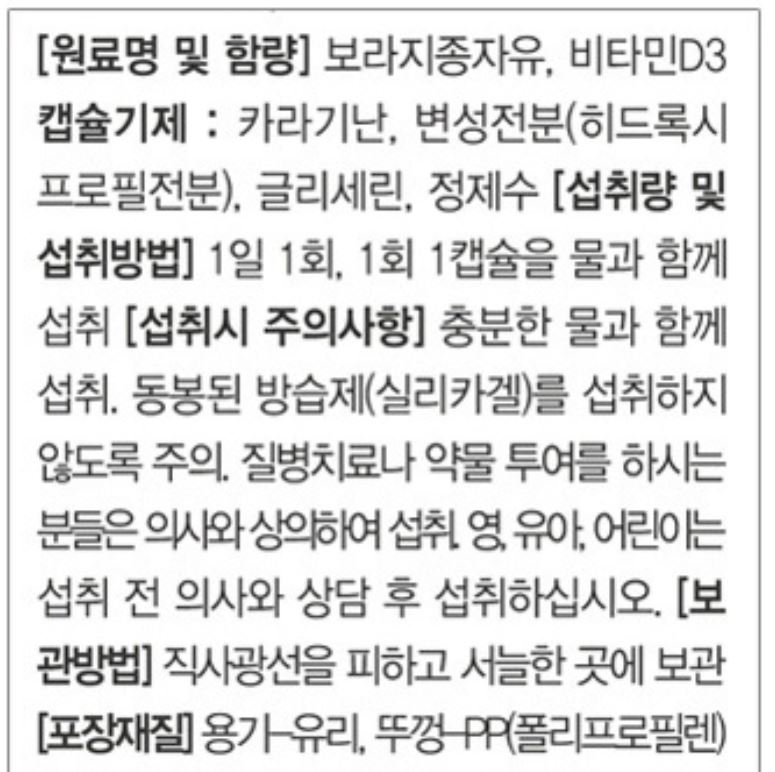 [원료명 및 함량] 보라지종자유, 비타민D3
캡슐기제 : 카라기난, 변성전분(히드록시
프로필전분), 글리세린, 정제수 [섭취량 및
섭취방법] 1일 1회, 1회 1캡슐을 물과 함께
섭취 [섭취시 주의사항] 충분한 물과 함께
섭취. 동봉된 방습제(실리카겔)를 섭취하지
않도록 주의. 질병치료나 약물 투여를 하시는
분들은 의사와 상의하여 섭취. 영, 유아, 어린이는
섭취 전 의사와 상담 후 섭취하십시오. [보
관방법] 직사광선을 피하고 서늘한 곳에 보관
[포장재질] 용기-유리, 뚜껑-PP(폴리프로필렌)